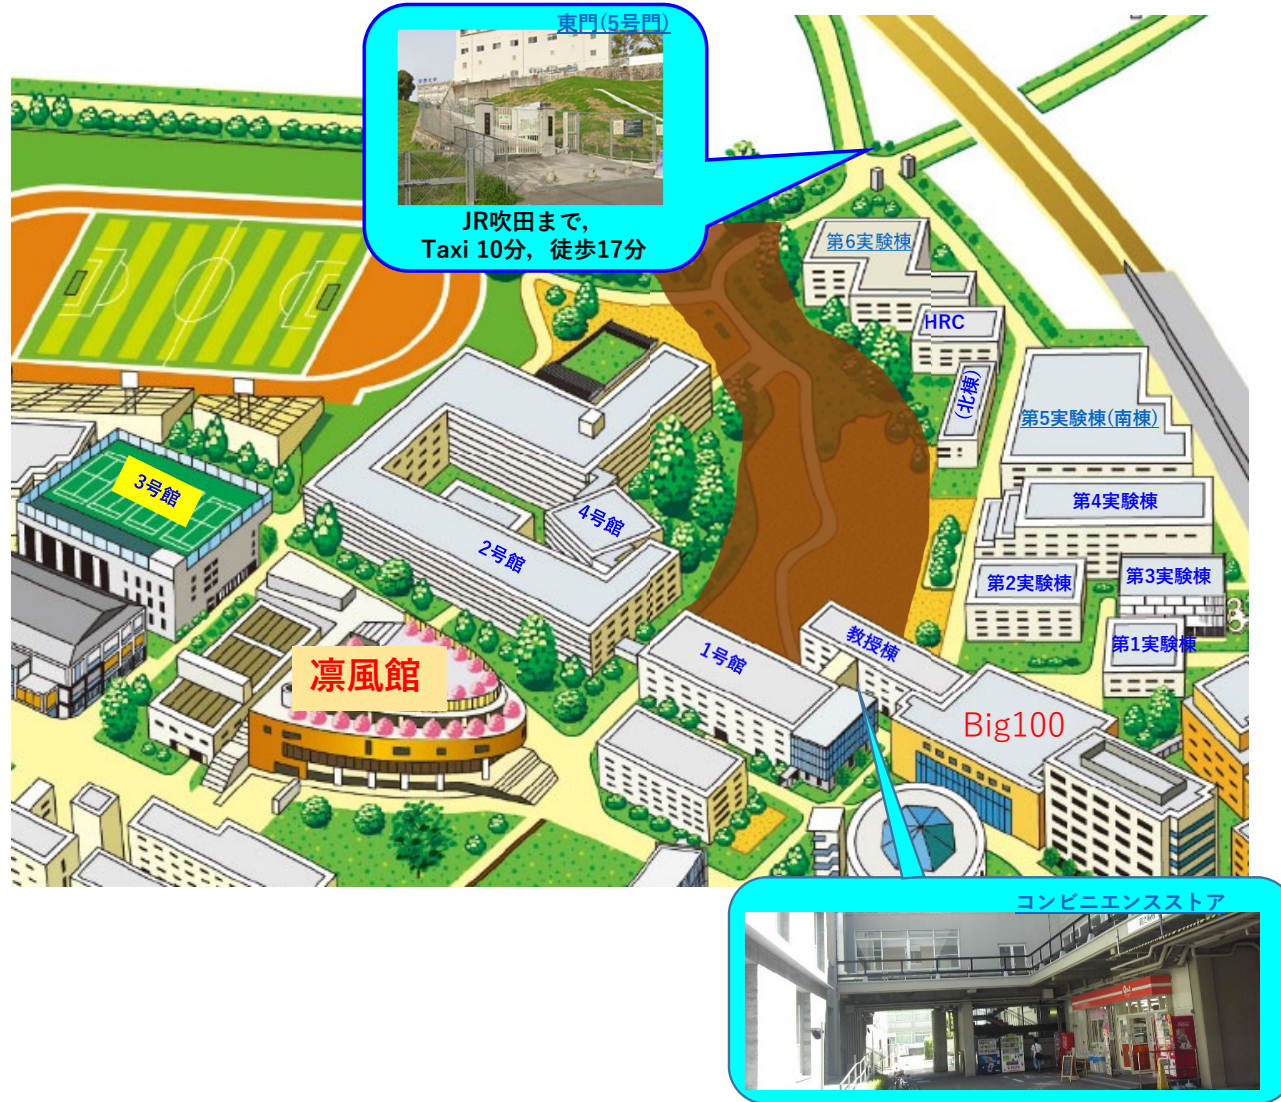 東門(5号門)
JR吹田まで,
Taxi 10分, 徒歩17分
第6実験棟
HRC
(北棟)
第5実験棟(南棟)
3号館
4号館
2号館
第4実験棟
第2実験棟
第3実験棟
第1実験棟
1号館
教授棟
凛風館
Big100
コンビニエンスストア